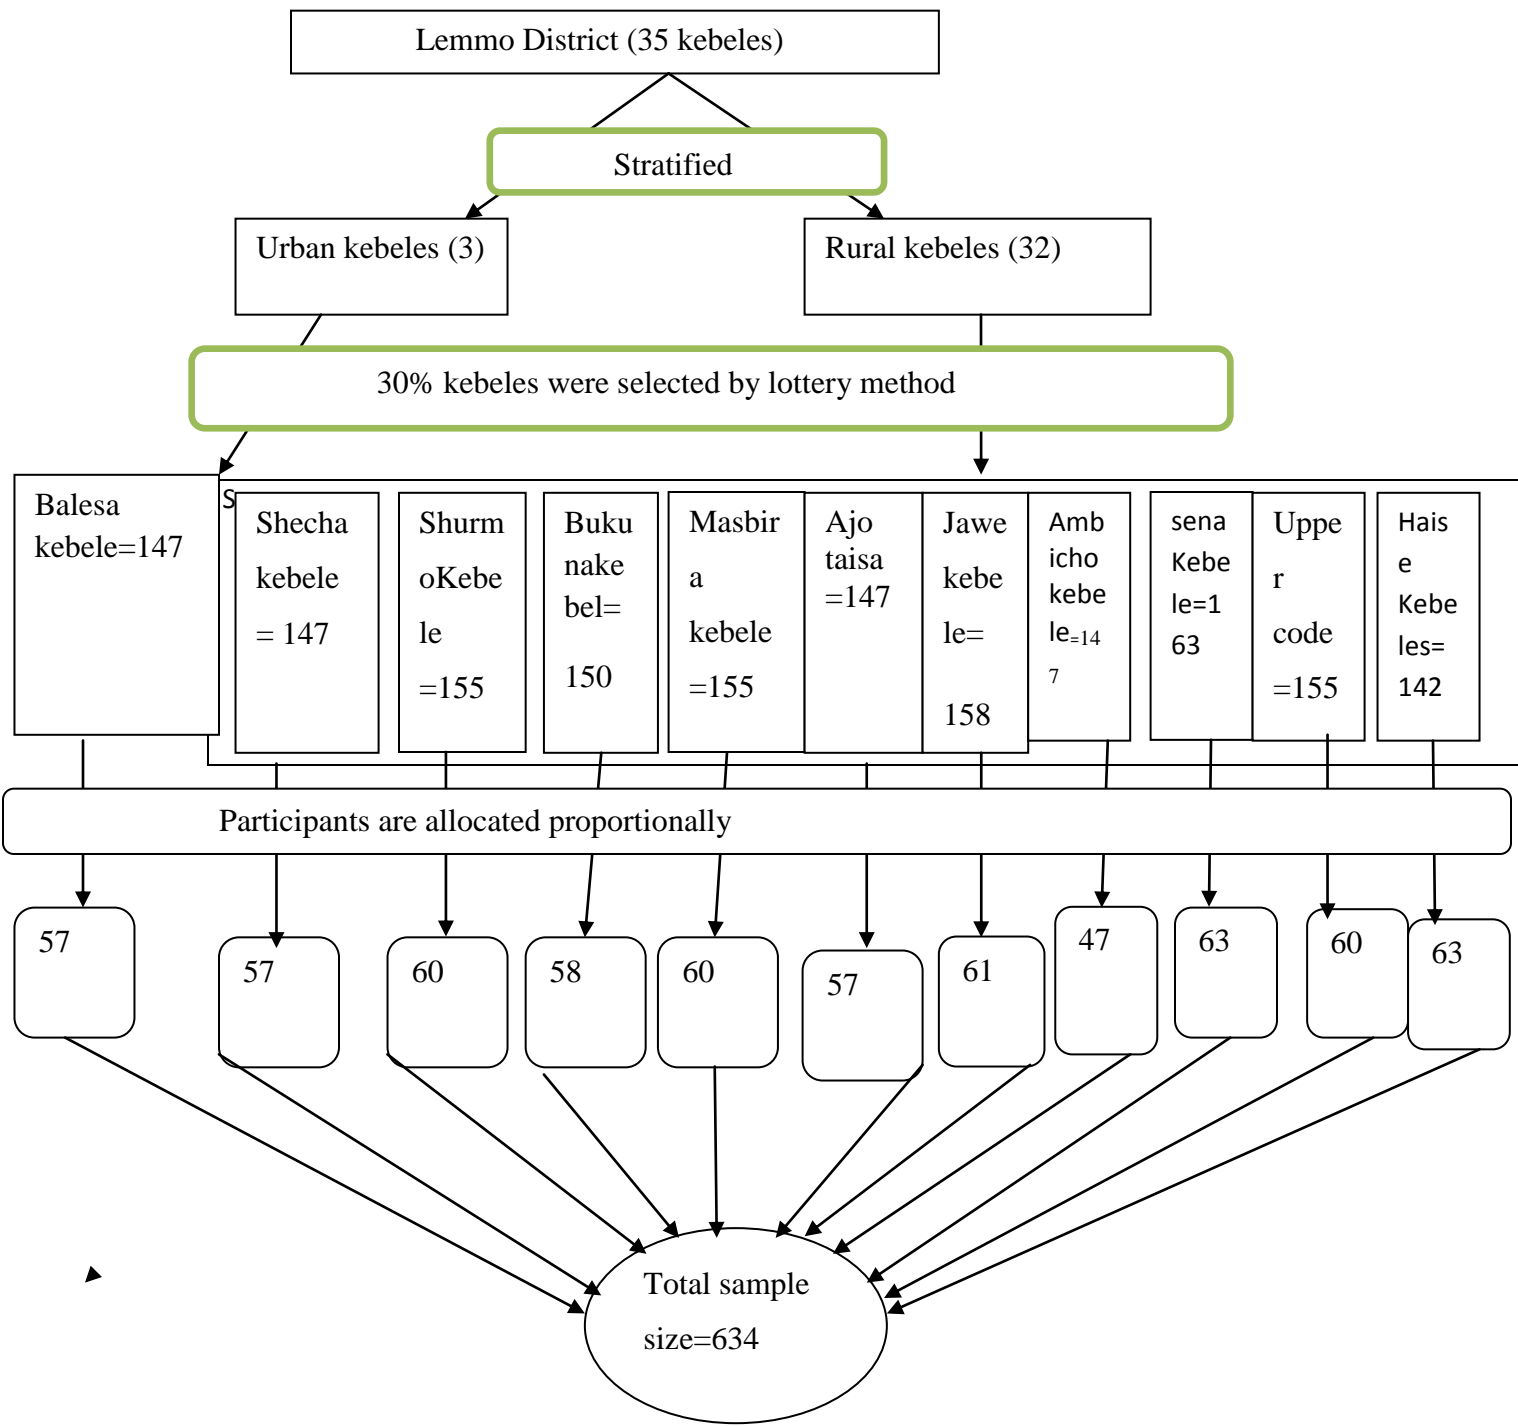 Lemmo District (35 kebeles)
Stratified
Urban kebeles (3)
Rural kebeles (32)
30% kebeles were selected by lottery method
Balesa
kebele=147
S
Shecha
kebele
= 147
Shurm
oKebe
le
=155
Buku
nake
bel=
150
Masbir
a
kebele
=155
Ajo
taisa
=147
Jawe
kebe
le=
158
Amb
icho
kebe
le=14
7
sena
Kebe
le=1
63
Uppe
r
code
=155
Hais
e
Kebe
les=
142
Participants are allocated proportionally
57
57
60
58
60
57
61
47
63
60
63
Total sample
size=634